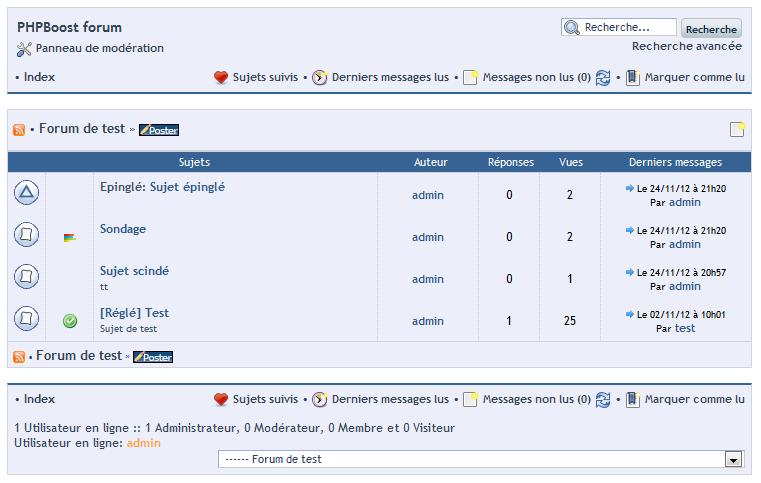 PHPBoost forum
Recherche... Recherche
Panneau de modération
Recherche avancée
• Index
Sujets suivis • Derniers messages lus • Messages non lus (0) • Marquer comme lu
• Forum de test » Poster
Sujets Auteur Réponses Vues Derniers messages
Epinglé: Sujet épinglé admin 0 2 Le 24/11/12 à 21h20
Par admin
Sondage admin 0 2 Le 24/11/12 à 21h20
Par admin
Sujet scindé admin 0 1 Le 24/11/12 à 20h57
tt Par admin
[Réglé] Test admin 1 25 Le 02/11/12 à 10h01
Sujet de test Par test
• Forum de test » Poster
• Index
Sujets suivis • Derniers messages lus • Messages non lus (0) • Marquer comme lu
1 Utilisateur en ligne :: 1 Administrateur, 0 Modérateur, 0 Membre et 0 Visiteur
Utilisateur en ligne: admin
------ Forum de test